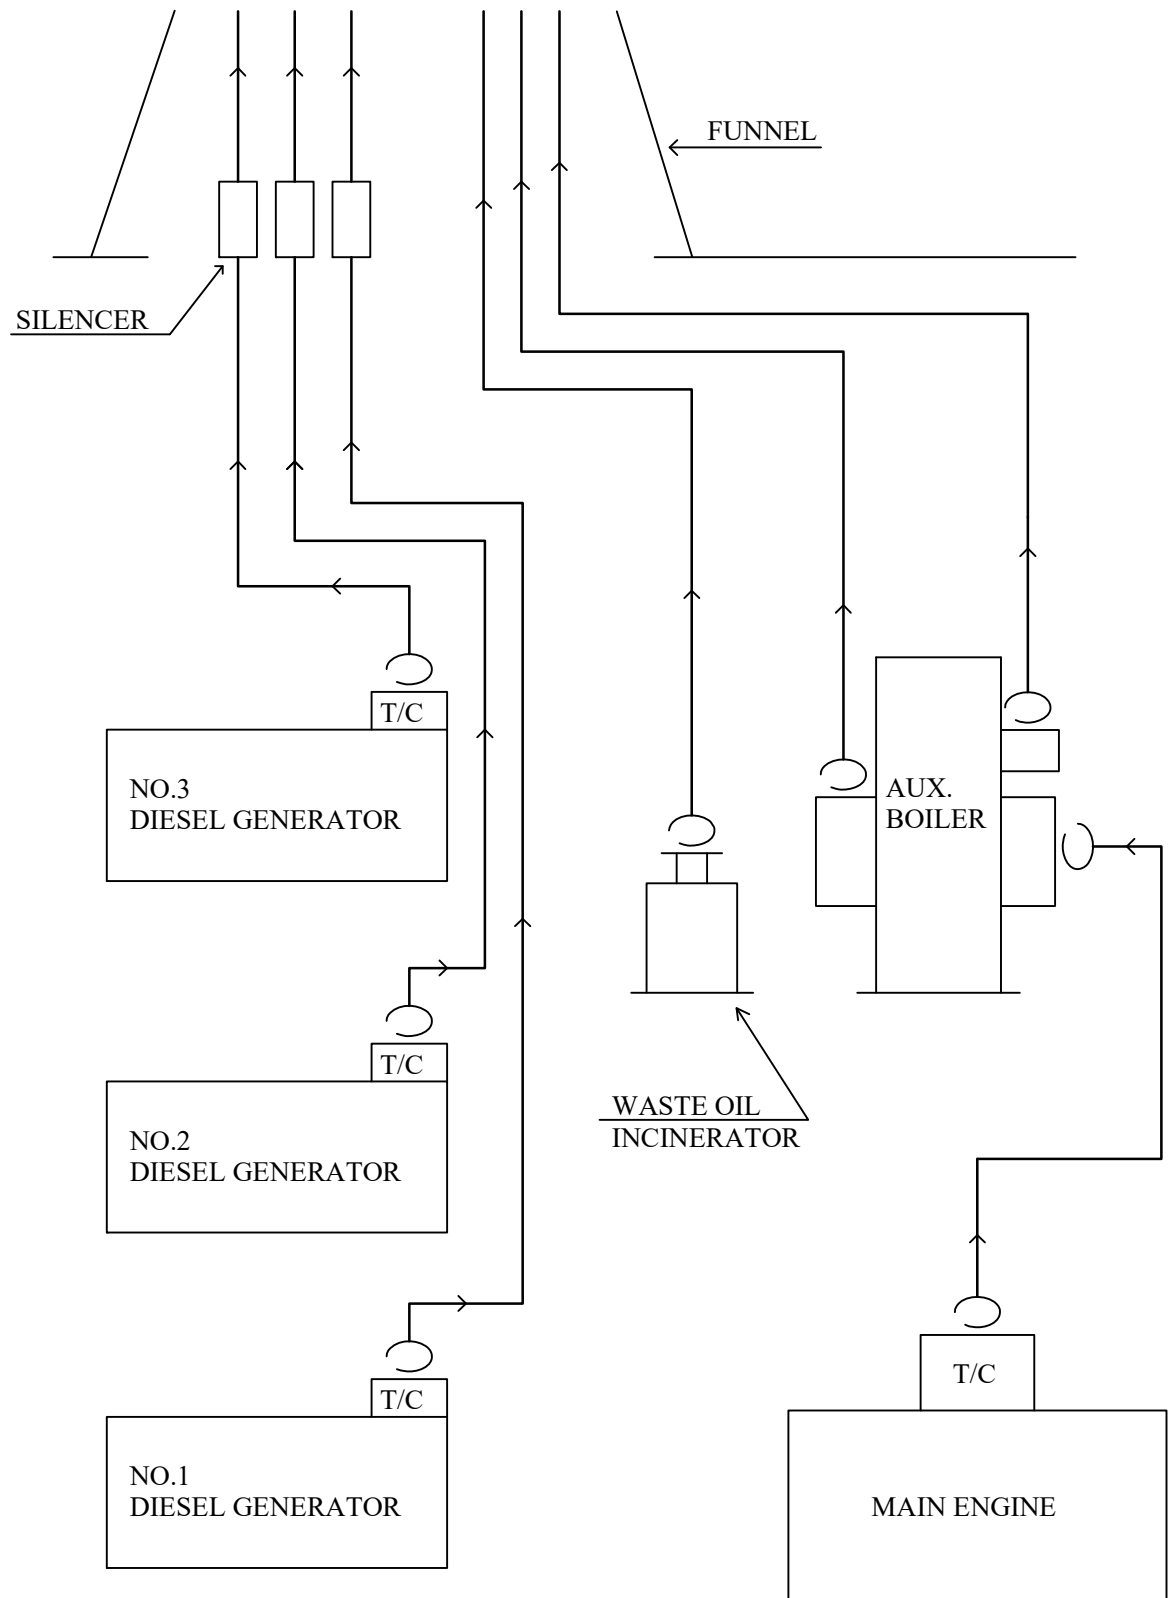 FUNNEL
SILENCER
T/C
NO.3
DIESEL GENERATOR
AUX.
BOILER
T/C
WASTE OIL
INCINERATOR
NO.2
DIESEL GENERATOR
T/C
T/C
NO.1
DIESEL GENERATOR
MAIN ENGINE